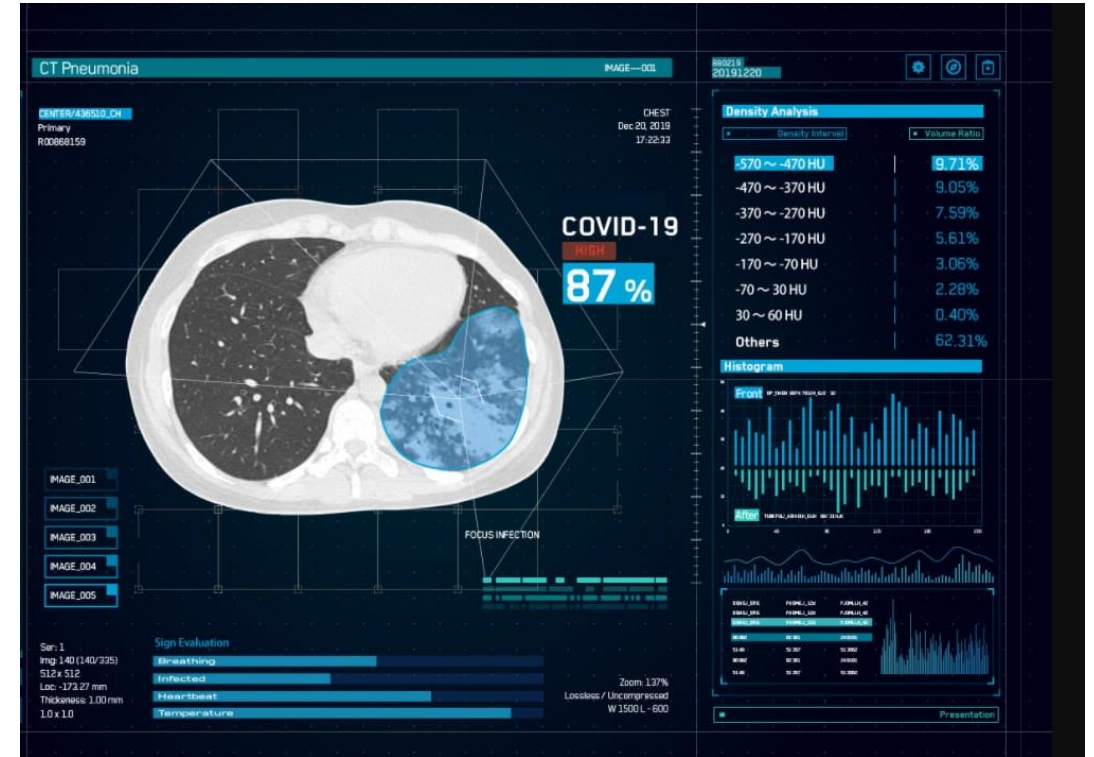 CT Pneumonia
IMAGE--001
CENTER/436510_CH
Primary
R00868159
CHEST
Dec 20, 2019
17:22:33
COVID-19
HIGH
87 %
FOCUS INFECTION
IMAGE_001
IMAGE_002
IMAGE_003
IMAGE_004
IMAGE_005
Ser: 1
Img: 140 (140/335)
512 x 512
Loc: -173.27 mm
Thickeness: 1.00 mm
1.0 x 1.0
Sign Evaluation
Breathing
Infected
Heartbeat
Temperature
Zoom: 137%
Lossless / Uncompressed
W 1500 L - 600
20191220
Density Analysis
Density Interval Volume Ratio
-570 ~ -470 HU 9.71%
-470 ~ -370 HU 9.05%
-370 ~ -270 HU 7.59%
-270 ~ -170 HU 5.61%
-170 ~ -70 HU 3.06%
-70 ~ 30 HU 2.28%
30 ~ 60 HU 0.40%
Others 62.31%
Histogram
Front
After
Presentation